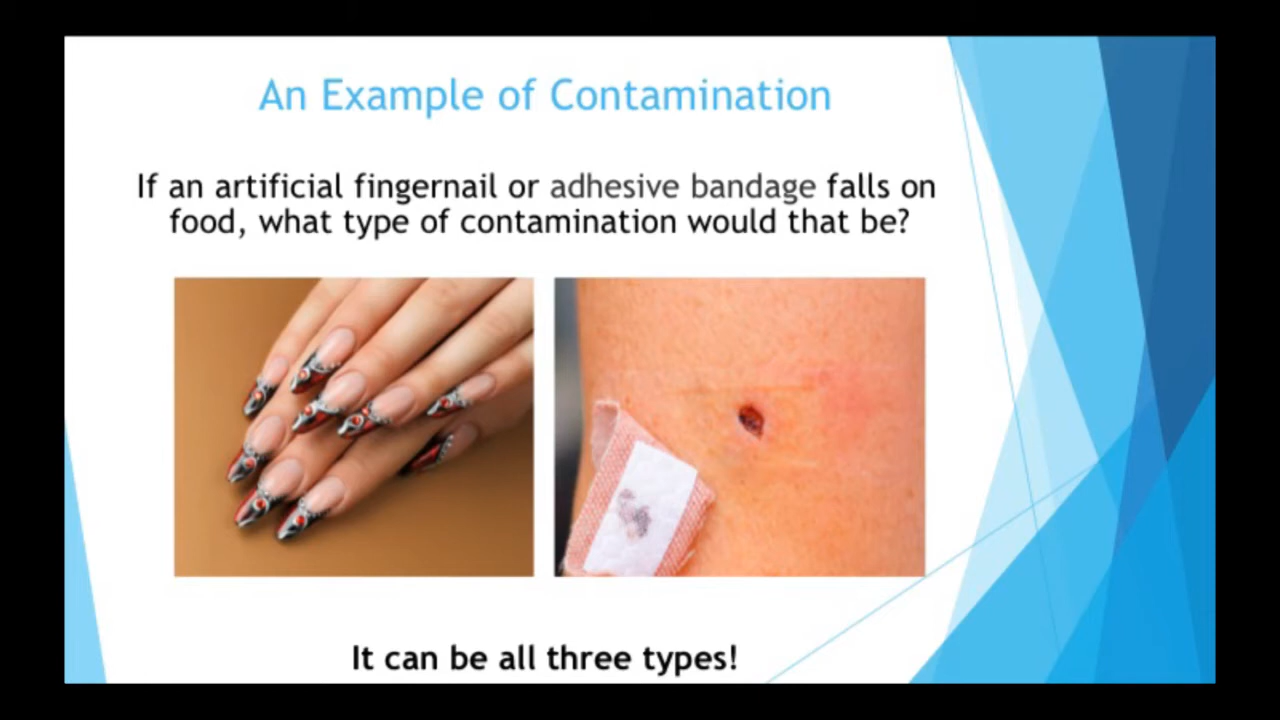 An Example of Contamination
If an artificial fingernail or adhesive bandage falls on
food, what type of contamination would that be?
It can be all three types!